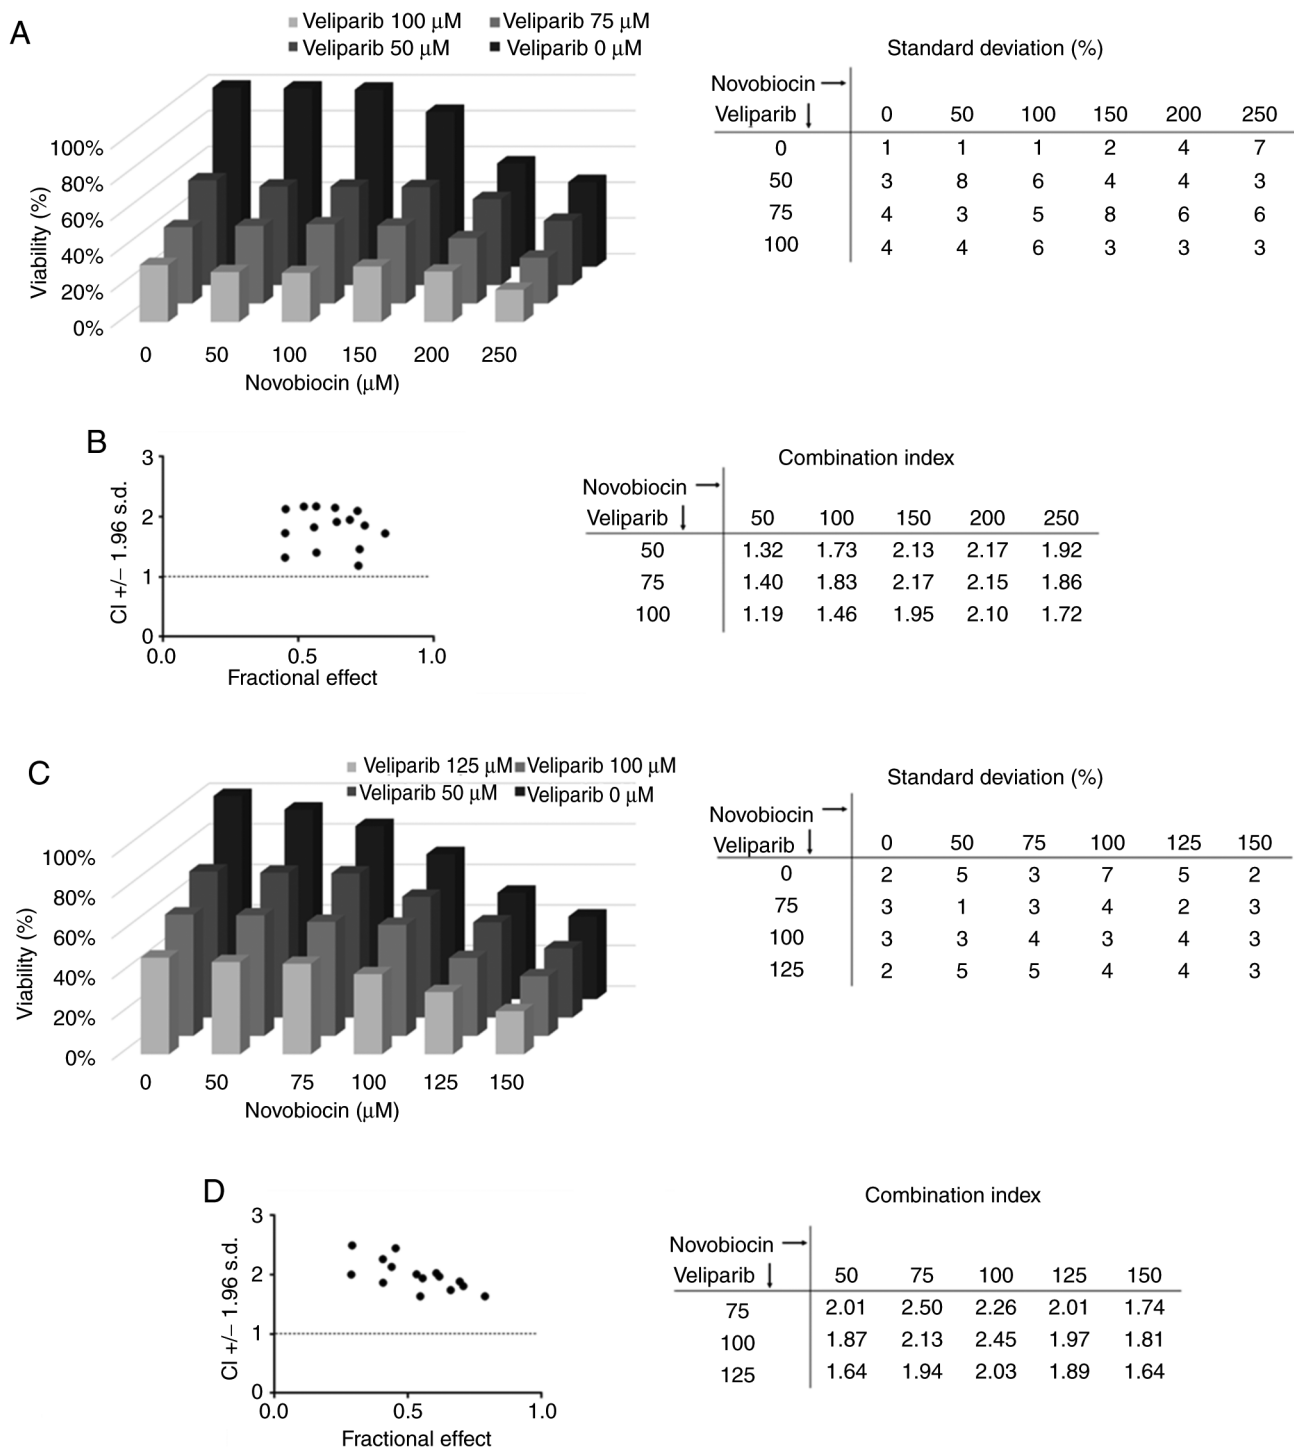 A
Veliparib 100 µM Veliparib 75 µM
Veliparib 50 µM Veliparib 0 µM
Viability (%)
100%
80%
60%
40%
20%
0%
0 50 100 150 200 250
Novobiocin (µM)
Standard deviation (%)
Novobiocin →
Veliparib ↓ 0 50 100 150 200 250
0 1 1 1 2 4 7
50 3 8 6 4 4 3
75 4 3 5 8 6 6
100 4 4 6 3 3 3
B
CI +/− 1.96 s.d.
3
2
1
0
0.0 0.5 1.0
Fractional effect
Combination index
Novobiocin →
Veliparib ↓ 50 100 150 200 250
50 1.32 1.73 2.13 2.17 1.92
75 1.40 1.83 2.17 2.15 1.86
100 1.19 1.46 1.95 2.10 1.72
C
Veliparib 125 µM Veliparib 100 µM
Veliparib 50 µM Veliparib 0 µM
Viability (%)
100%
80%
60%
40%
20%
0%
0 50 75 100 125 150
Novobiocin (µM)
Standard deviation (%)
Novobiocin →
Veliparib ↓ 0 50 75 100 125 150
0 2 5 3 7 5 2
75 3 1 3 4 2 3
100 3 3 4 3 4 3
125 2 5 5 4 4 3
D
CI +/− 1.96 s.d.
3
2
1
0
0.0 0.5 1.0
Fractional effect
Combination index
Novobiocin →
Veliparib ↓ 50 75 100 125 150
75 2.01 2.50 2.26 2.01 1.74
100 1.87 2.13 2.45 1.97 1.81
125 1.64 1.94 2.03 1.89 1.64